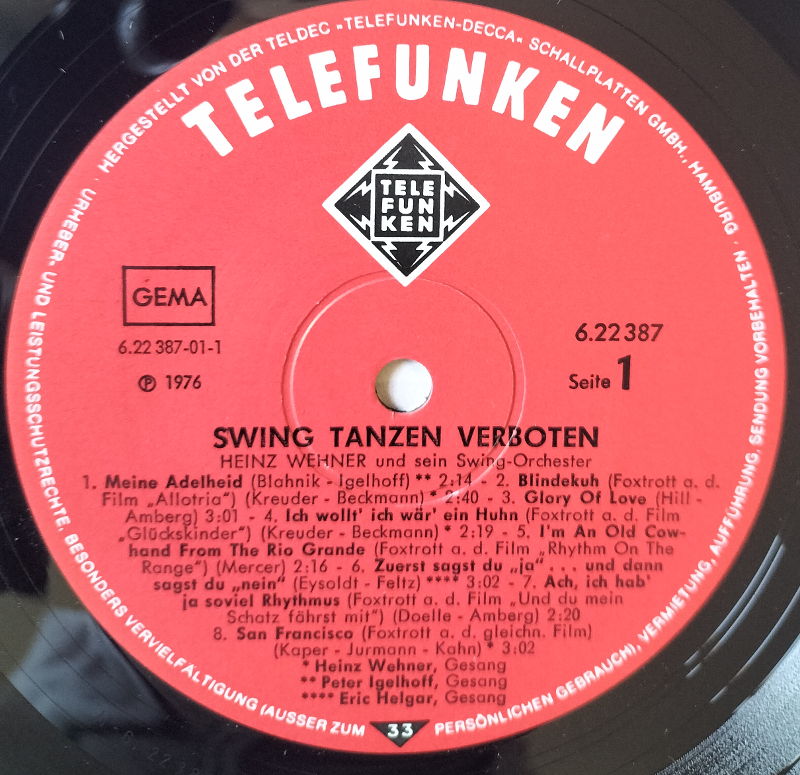 HERGESTELLT VON DER TELDEC »TELEFUNKEN-DECCA« SCHALLPLATTEN GMBH., HAMBURG ·
URHEBER- UND LEISTUNGSSCHUTZRECHTE, BESONDERS VERVIELFÄLTIGUNG (AUSSER ZUM PERSÖNLICHEN GEBRAUCH), VERMIETUNG, AUFFÜHRUNG, SENDUNG VORBEHALTEN ·
TELEFUNKEN
TELE
FUN
KEN
GEMA
6.22 387-01-1
℗ 1976
6.22 387
Seite 1
SWING TANZEN VERBOTEN
HEINZ WEHNER und sein Swing-Orchester
1. Meine Adelheid (Blahnik - Igelhoff) ** 2:14 - 2. Blindekuh (Foxtrott a. d.
Film „Allotria“) (Kreuder - Beckmann) * 2:40 - 3. Glory Of Love (Hill -
Amberg) 3:01 - 4. Ich wollt' ich wär' ein Huhn (Foxtrott a. d. Film
„Glückskinder“) (Kreuder - Beckmann) * 2:19 - 5. I'm An Old Cow-
hand From The Rio Grande (Foxtrott a. d. Film „Rhythm On The
Range“) (Mercer) 2:16 - 6. Zuerst sagst du „ja“ . . . und dann
sagst du „nein“ (Eysoldt - Feltz) **** 3:02 - 7. Ach, ich hab'
ja soviel Rhythmus (Foxtrott a. d. Film „Und du mein
Schatz fährst mit“) (Doelle - Amberg) 2:20
8. San Francisco (Foxtrott a. d. gleichn. Film)
(Kaper - Jurmann - Kahn) * 3:02
* Heinz Wehner, Gesang
** Peter Igelhoff, Gesang
**** Eric Helgar, Gesang
33